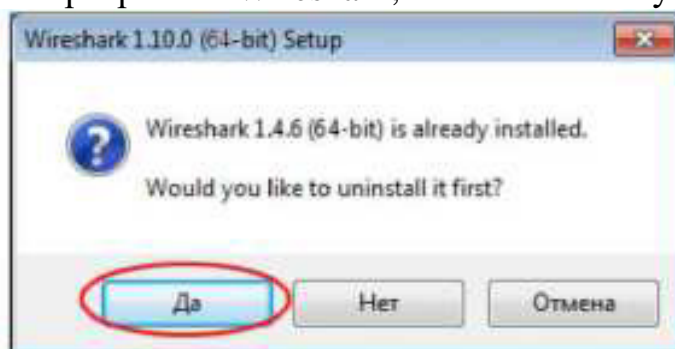 Wireshark 1.10.0 (64-bit) Setup
Wireshark 1.4.6 (64-bit) is already installed.
Would you like to uninstall it first?
Да
Нет
Отмена